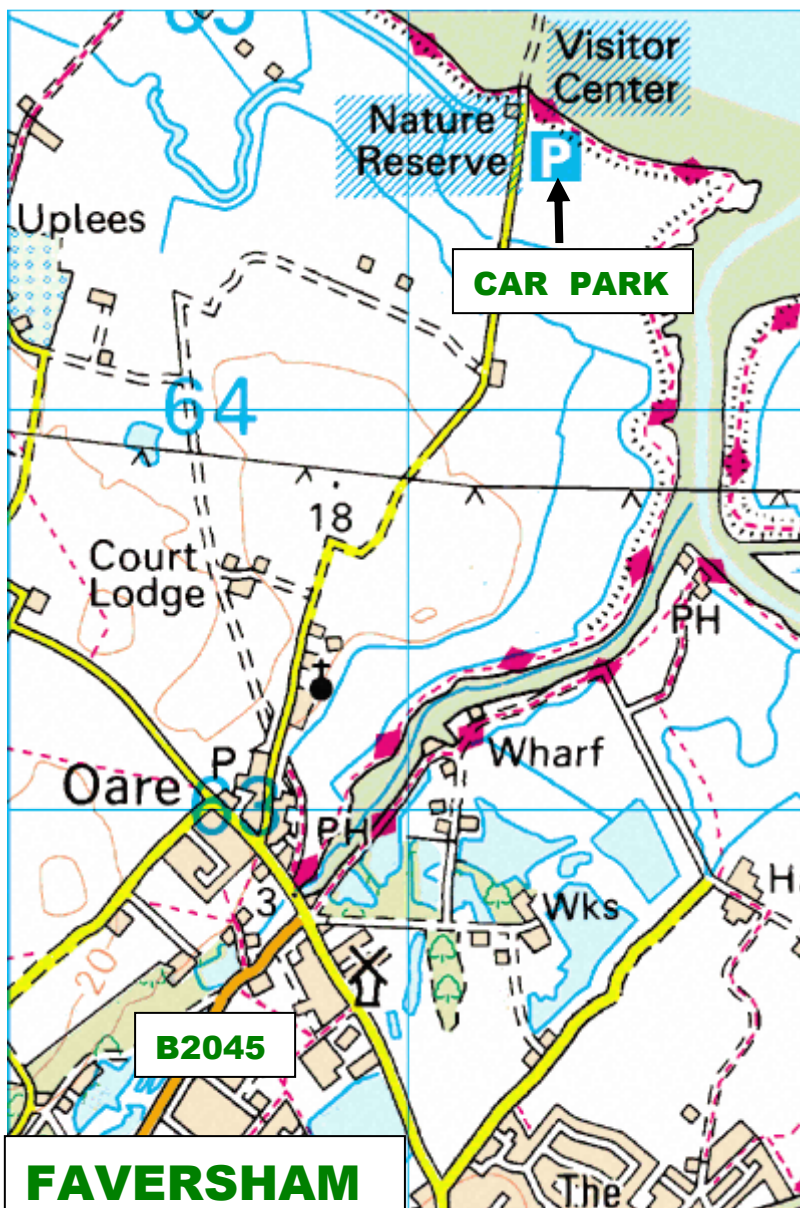 Visitor
Center
Nature
Reserve
P
Uplees
CAR PARK
64
18
Court
Lodge
PH
P
Wharf
Oare
63
PH
3
Wks
20
B2045
FAVERSHAM
The